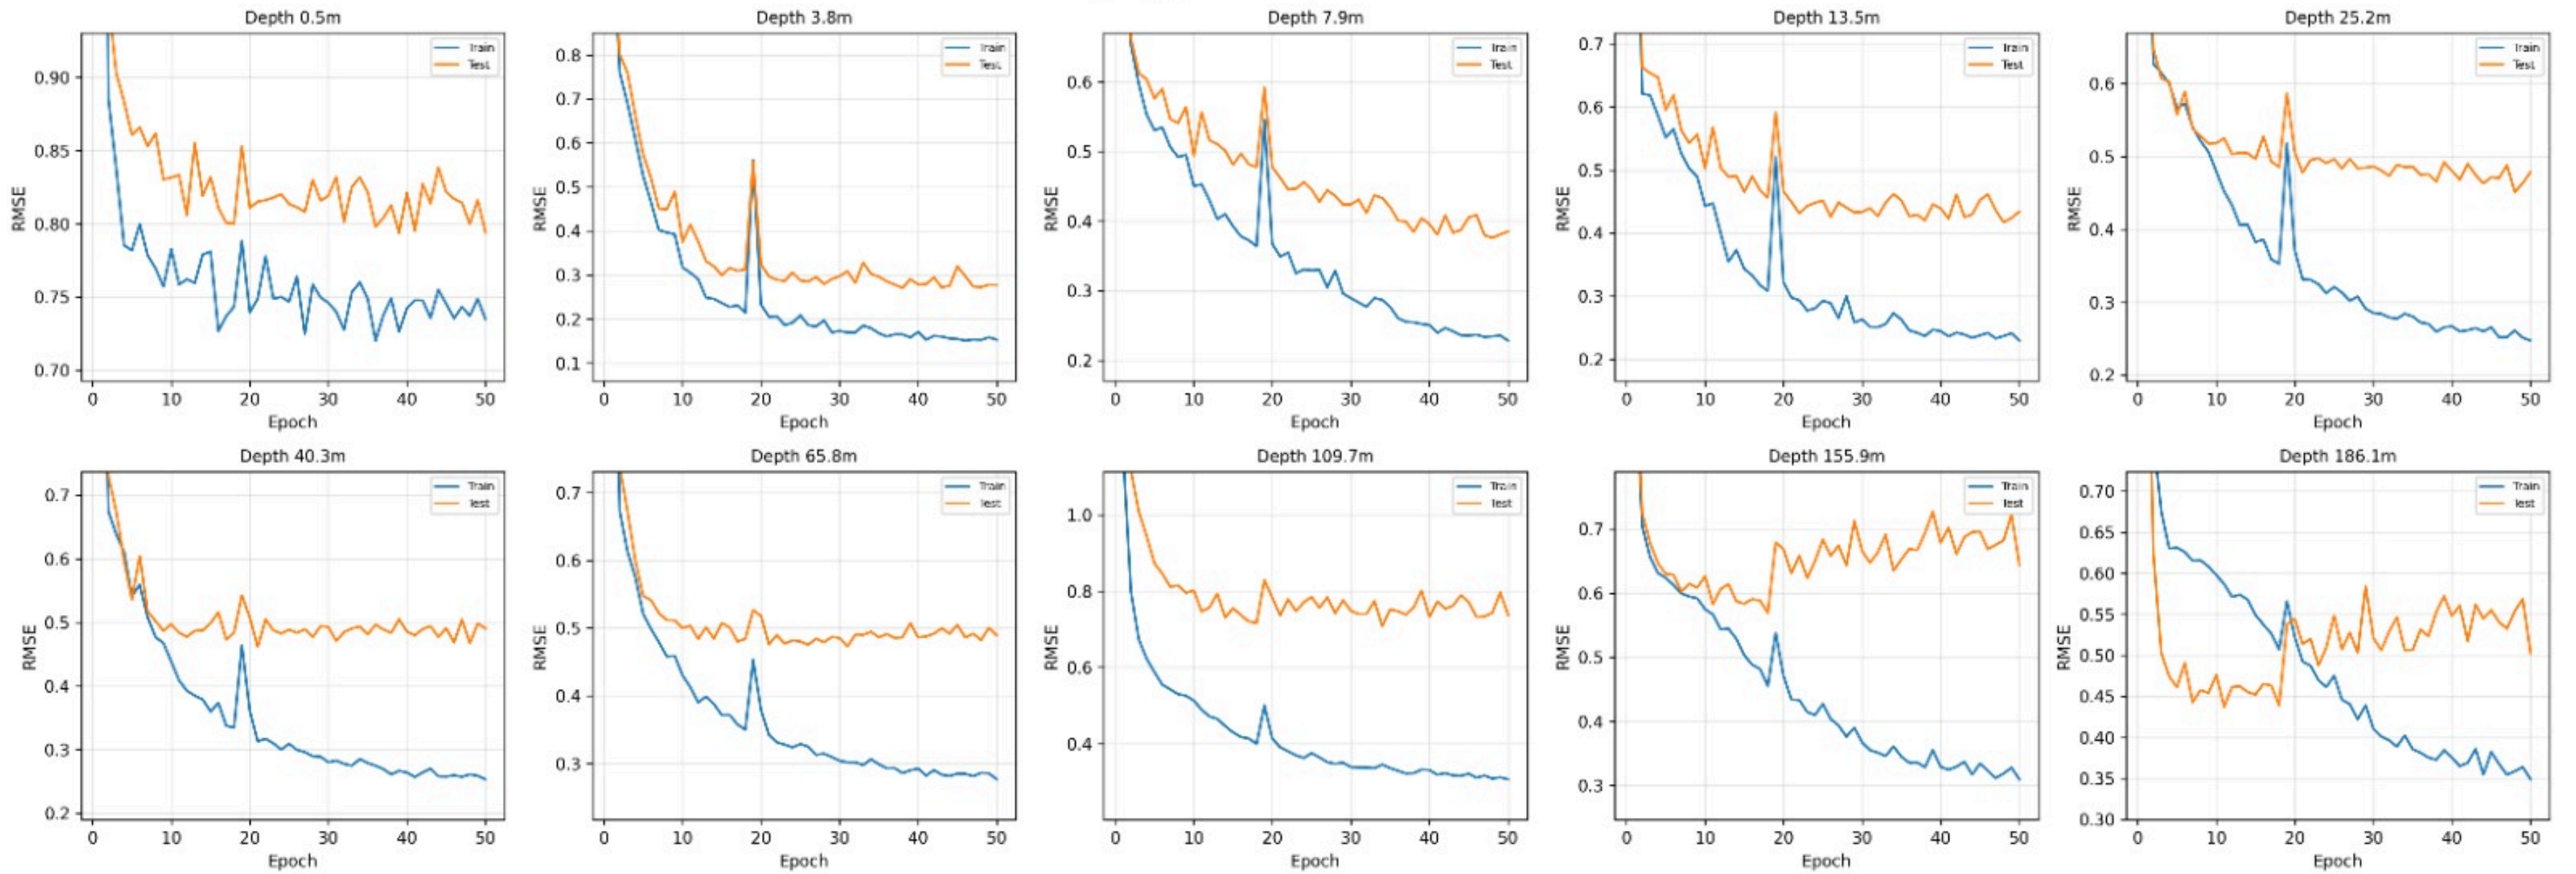 Depth 0.5m
RMSE
0.90
0.85
0.80
0.75
0.70
0 10 20 30 40 50
Epoch
Train
Test
Depth 3.8m
RMSE
0.8
0.7
0.6
0.5
0.4
0.3
0.2
0.1
0 10 20 30 40 50
Epoch
Train
Test
Depth 7.9m
RMSE
0.6
0.5
0.4
0.3
0.2
0 10 20 30 40 50
Epoch
Train
Test
Depth 13.5m
RMSE
0.7
0.6
0.5
0.4
0.3
0.2
0 10 20 30 40 50
Epoch
Train
Test
Depth 25.2m
RMSE
0.6
0.5
0.4
0.3
0.2
0 10 20 30 40 50
Epoch
Train
Test
Depth 40.3m
RMSE
0.7
0.6
0.5
0.4
0.3
0.2
0 10 20 30 40 50
Epoch
Train
Test
Depth 65.8m
RMSE
0.7
0.6
0.5
0.4
0.3
0 10 20 30 40 50
Epoch
Train
Test
Depth 109.7m
RMSE
1.0
0.8
0.6
0.4
0 10 20 30 40 50
Epoch
Train
Test
Depth 155.9m
RMSE
0.7
0.6
0.5
0.4
0.3
0 10 20 30 40 50
Epoch
Train
Test
Depth 186.1m
RMSE
0.70
0.65
0.60
0.55
0.50
0.45
0.40
0.35
0.30
0 10 20 30 40 50
Epoch
Train
Test